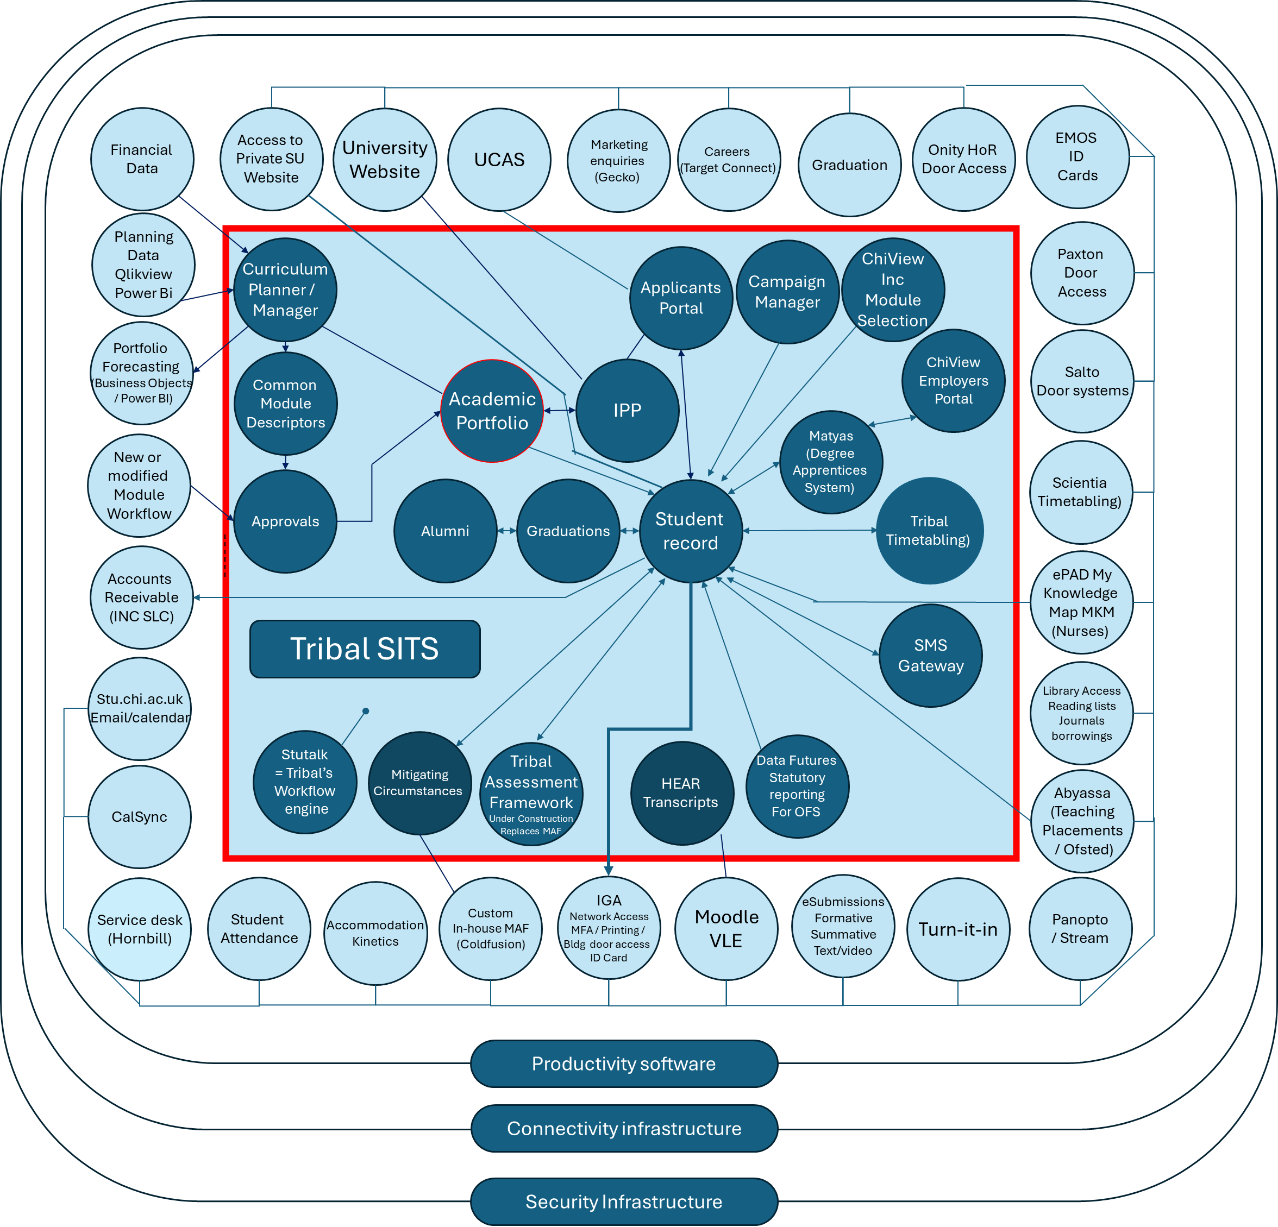 Financial
Data
Access to
Private SU
Website
University
Website
UCAS
Marketing
enquiries
(Gecko)
Careers
(Target Connect)
Graduation
Onity HoR
Door Access
EMOS
ID
Cards
Planning
Data
Qlikview
Power Bi
Curriculum
Planner /
Manager
Applicants
Portal
Campaign
Manager
ChiView
Inc
Module
Selection
Paxton
Door
Access
Portfolio
Forecasting
(Business Objects
/ Power BI)
Common
Module
Descriptors
Academic
Portfolio
IPP
ChiView
Employers
Portal
Salto
Door systems
New or
modified
Module
Workflow
Approvals
Alumni
Graduations
Student
record
Matyas
(Degree
Apprentices
System)
Tribal
Timetabling)
Scientia
Timetabling)
Accounts
Receivable
(INC SLC)
ePAD My
Knowledge
Map MKM
(Nurses)
Tribal SITS
SMS
Gateway
Stu.chi.ac.uk
Email/calendar
Library Access
Reading lists
Journals
borrowings
Stutalk
= Tribal's
Workflow
engine
Mitigating
Circumstances
Tribal
Assessment
Framework
Under Construction
Replaces MAF
HEAR
Transcripts
Data Futures
Statutory
reporting
For OFS
CalSync
Abyassa
(Teaching
Placements
/ Ofsted)
Service desk
(Hornbill)
Student
Attendance
Accommodation
Kinetics
Custom
In-house MAF
(Coldfusion)
IGA
Network Access
MFA / Printing /
Bldg door access
ID Card
Moodle
VLE
eSubmissions
Formative
Summative
Text/video
Turn-it-in
Panopto
/ Stream
Productivity software
Connectivity infrastructure
Security Infrastructure